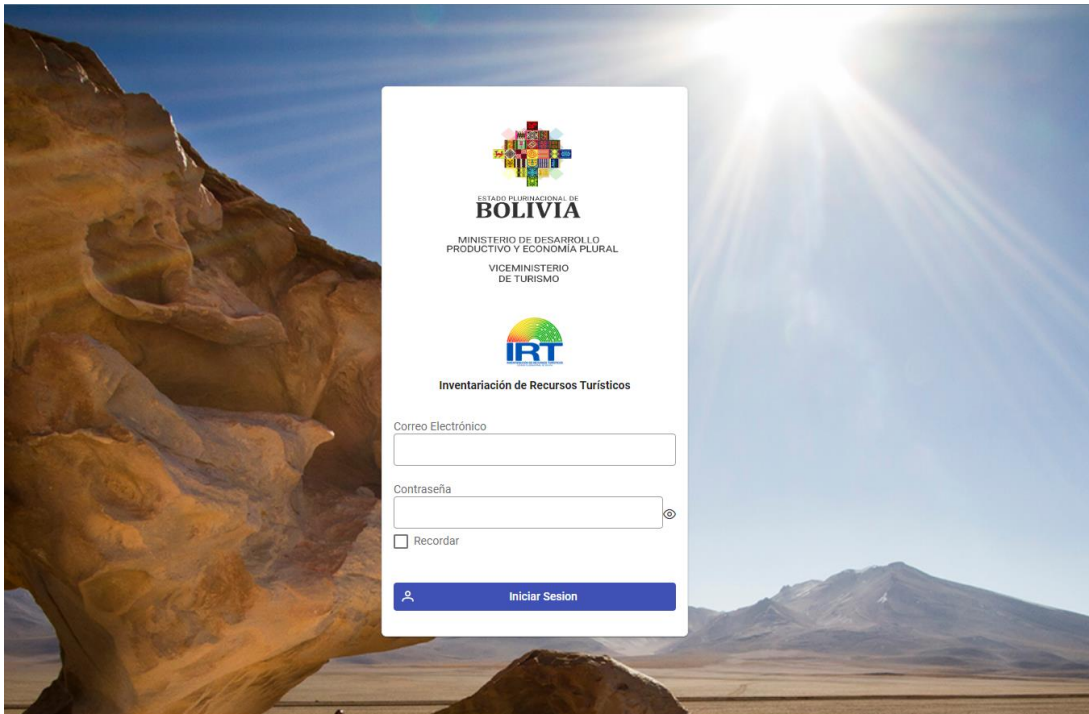 ESTADO PLURINACIONAL DE
BOLIVIA
MINISTERIO DE DESARROLLO
PRODUCTIVO Y ECONOMÍA PLURAL
VICEMINISTERIO
DE TURISMO
IRT
Inventariación de Recursos Turísticos
Correo Electrónico
Contraseña
Recordar
Iniciar Sesion